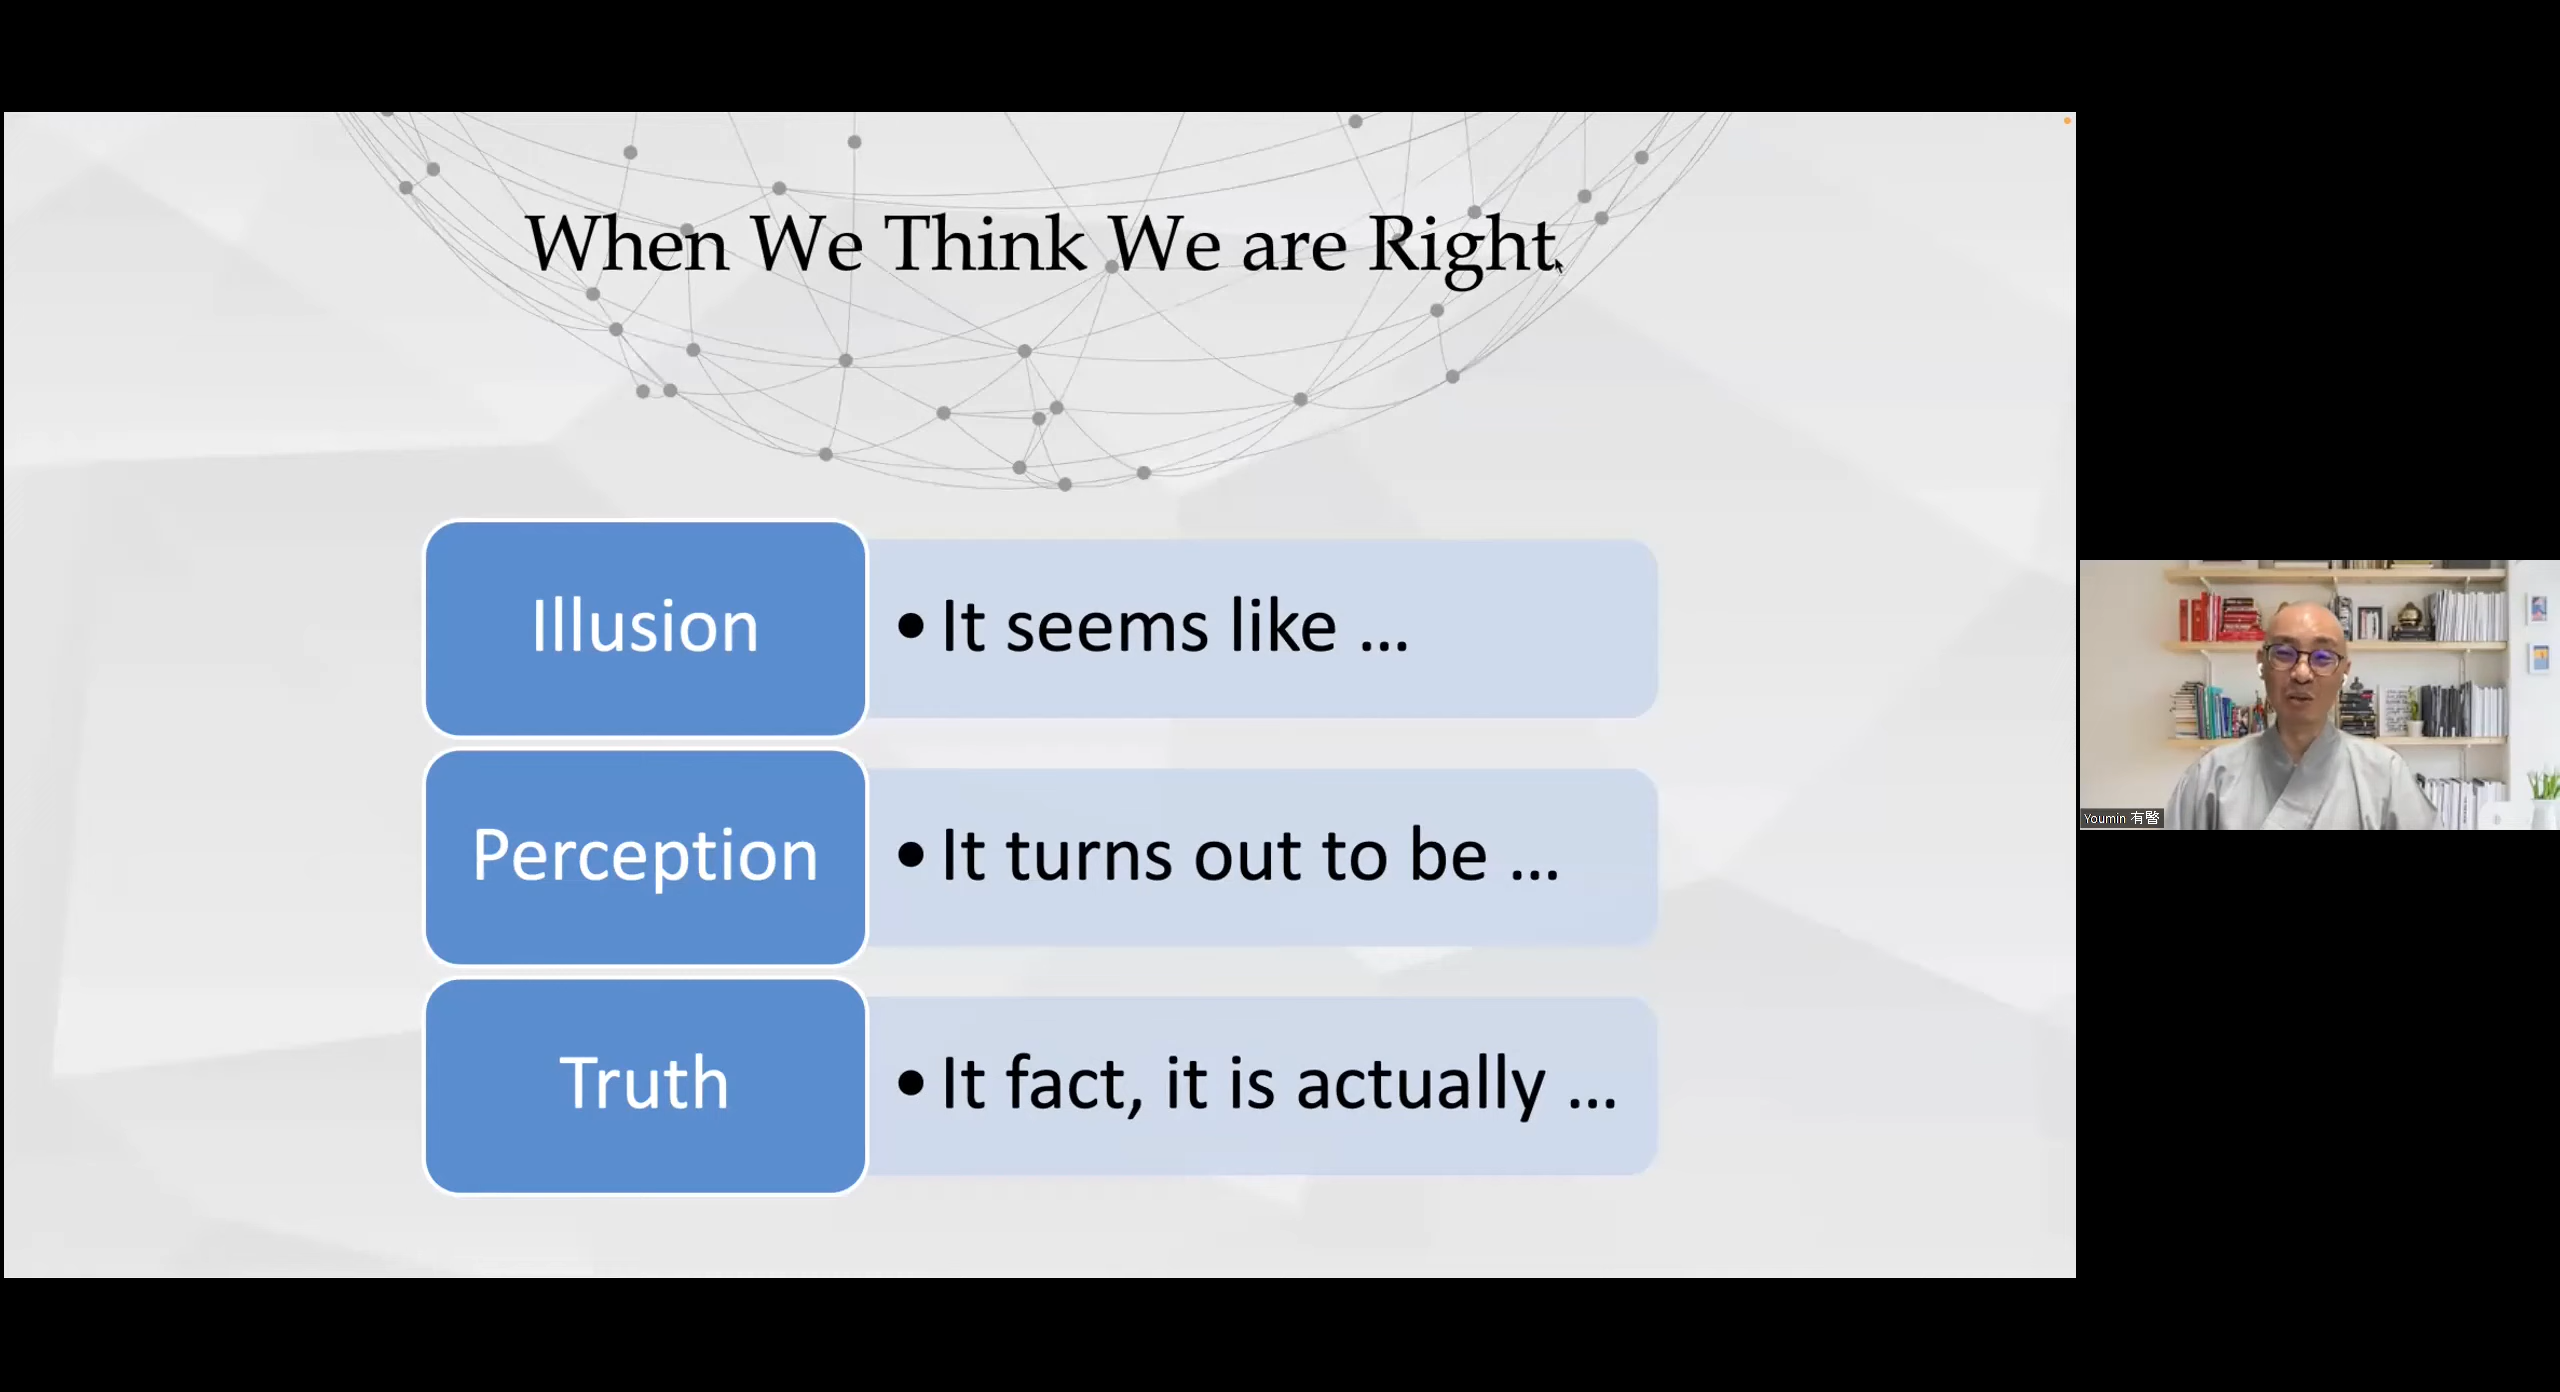 When We Think We are Right
Illusion
• It seems like ...
Perception
• It turns out to be ...
Truth
• It fact, it is actually ...
Youmin 有暋